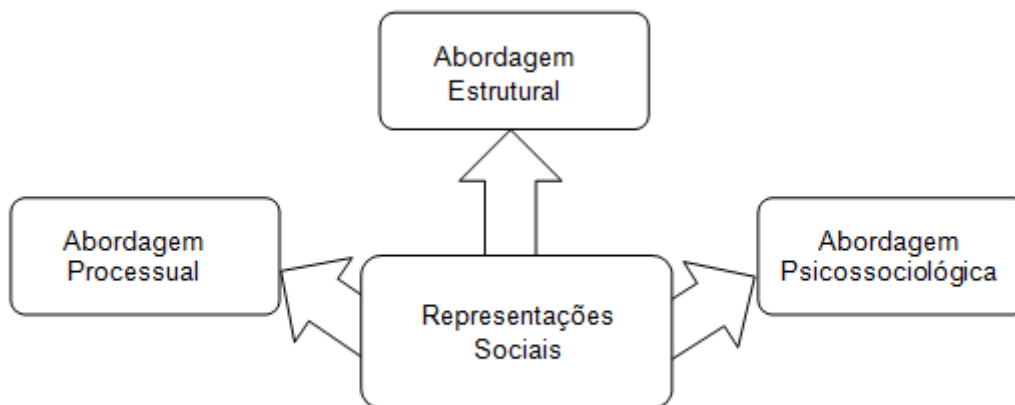 Abordagem
Estrutural
Abordagem
Processual
Abordagem
Psicossociológica
Representações
Sociais